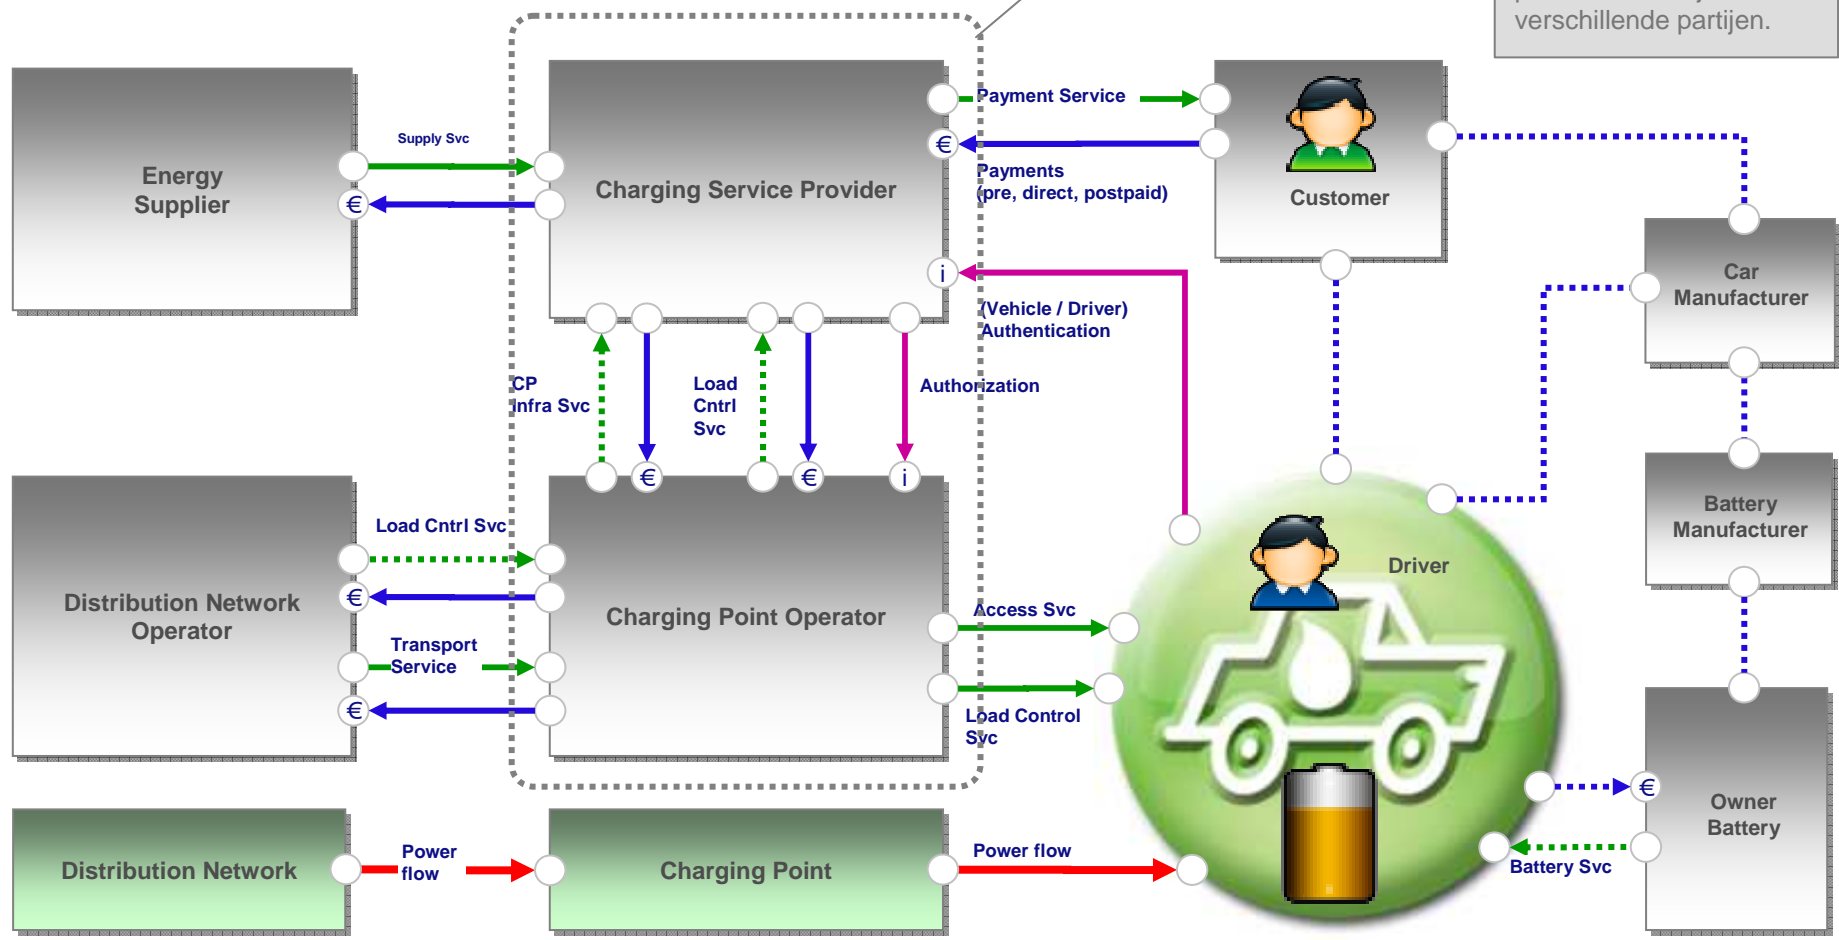 verschillende partijen.
Energy
Supplier
Supply Svc
€
Charging Service Provider
Payment Service
€
Payments
(pre, direct, postpaid)
i
(Vehicle / Driver)
Authentication
Customer
Car
Manufacturer
CP
Infra Svc
Load
Cntrl
Svc
Authorization
€
€
i
Distribution Network
Operator
Load Cntrl Svc
€
Transport
Service
€
Charging Point Operator
Access Svc
Load Control
Svc
Driver
Battery
Manufacturer
€
Owner
Battery
Battery Svc
Distribution Network
Power
flow
Charging Point
Power flow